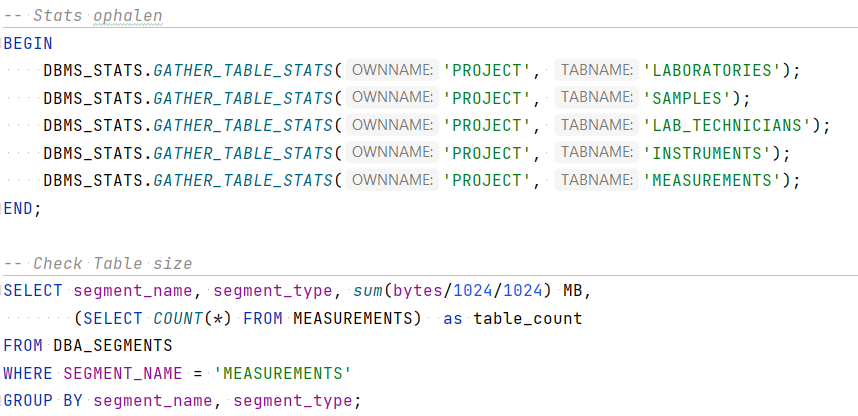 -- Stats ophalen
BEGIN
    DBMS_STATS.GATHER_TABLE_STATS( OWNNAME: 'PROJECT', TABNAME: 'LABORATORIES');
    DBMS_STATS.GATHER_TABLE_STATS( OWNNAME: 'PROJECT', TABNAME: 'SAMPLES');
    DBMS_STATS.GATHER_TABLE_STATS( OWNNAME: 'PROJECT', TABNAME: 'LAB_TECHNICIANS');
    DBMS_STATS.GATHER_TABLE_STATS( OWNNAME: 'PROJECT', TABNAME: 'INSTRUMENTS');
    DBMS_STATS.GATHER_TABLE_STATS( OWNNAME: 'PROJECT', TABNAME: 'MEASUREMENTS');
END;
-- Check Table size
SELECT segment_name, segment_type, sum(bytes/1024/1024) MB,
       (SELECT COUNT(*) FROM MEASUREMENTS)  as table_count
FROM DBA_SEGMENTS
WHERE SEGMENT_NAME = 'MEASUREMENTS'
GROUP BY segment_name, segment_type;